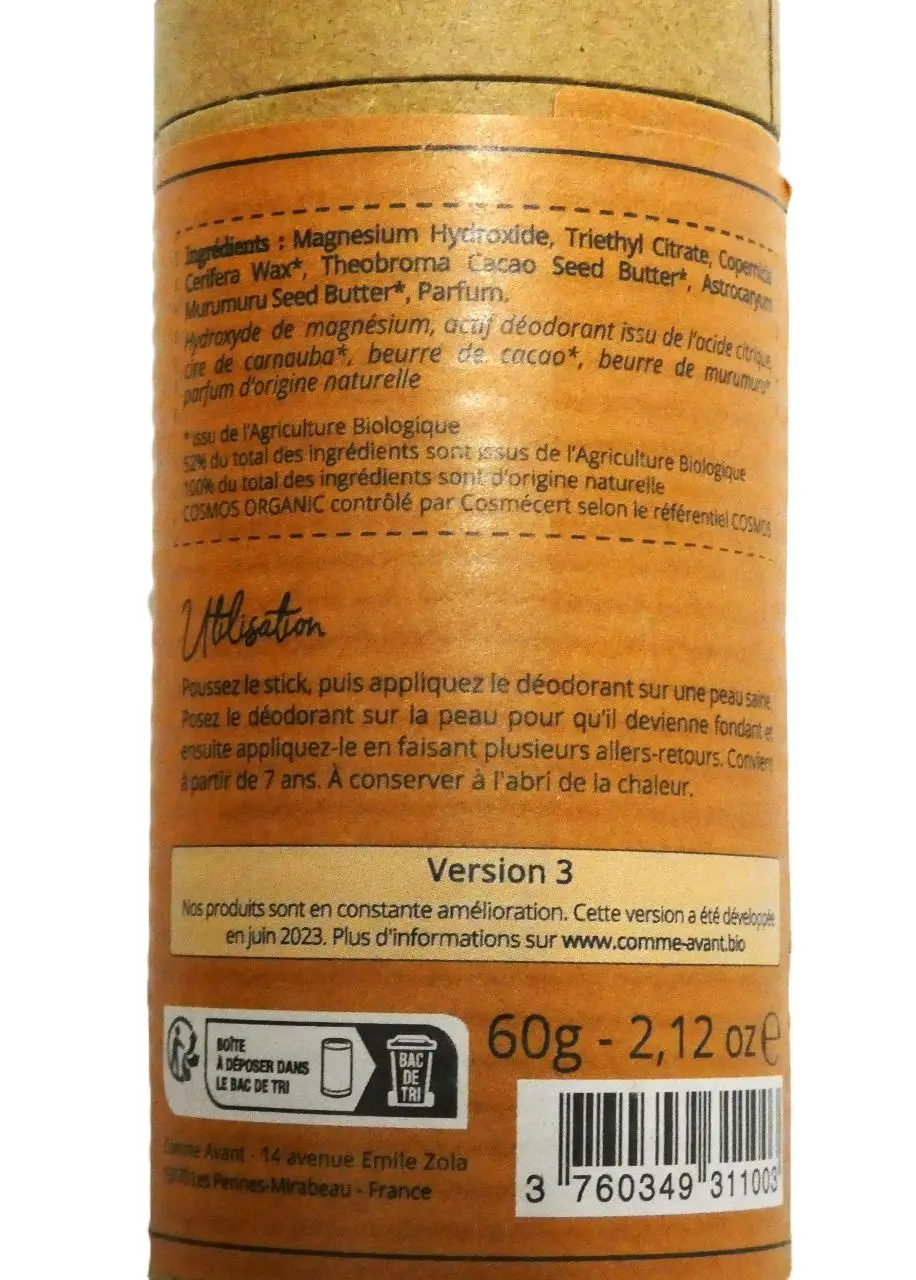 Ingrédients : Magnesium Hydroxide, Triethyl Citrate, Copernicia
Cerifera Wax*, Theobroma Cacao Seed Butter*, Astrocaryum
Murumuru Seed Butter*, Parfum.
Hydroxyde de magnésium, actif déodorant issu de l'acide citrique,
cire de carnauba*, beurre de cacao*, beurre de murumuru*
parfum d'origine naturelle
*issu de l'Agriculture Biologique
52% du total des ingrédients sont issus de l'Agriculture Biologique
100% du total des ingrédients sont d'origine naturelle
COSMOS ORGANIC contrôlé par Cosmécert selon le référentiel COSMOS
Utilisation
Poussez le stick, puis appliquez le déodorant sur une peau saine.
Posez le déodorant sur la peau pour qu'il devienne fondant et
ensuite appliquez-le en faisant plusieurs allers-retours. Convient
à partir de 7 ans. À conserver à l'abri de la chaleur.
Version 3
Nos produits sont en constante amélioration. Cette version a été développée
en juin 2023. Plus d'informations sur www.comme-avant.bio
BOÎTE
À DÉPOSER DANS
LE BAC DE TRI
BAC
DE
TRI
60g - 2,12 oz e
Comme Avant - 14 avenue Emile Zola
Les Pennes-Mirabeau - France
3 760349 311003